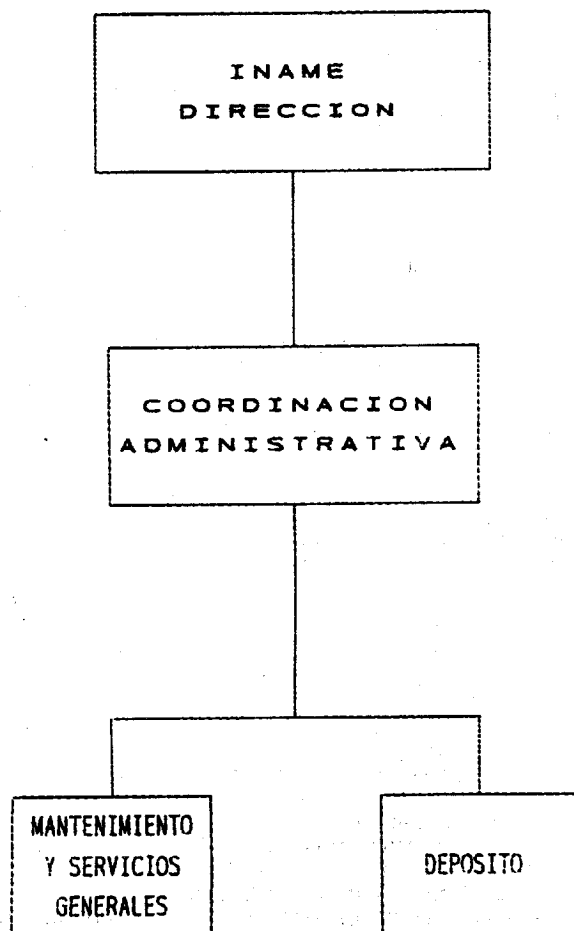 INAME
DIRECCION
COORDINACION
ADMINISTRATIVA
MANTENIMIENTO
Y SERVICIOS
GENERALES
DEPOSITO